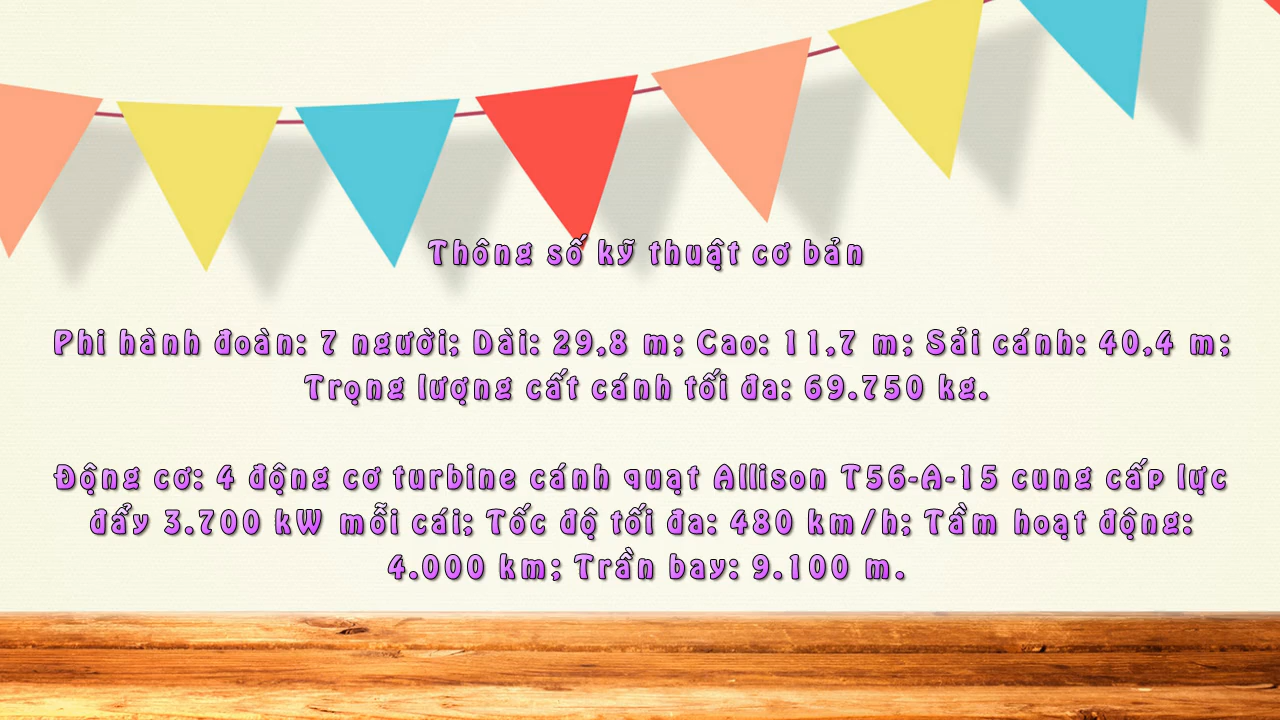 Thông số kỹ thuật cơ bản
Phi hành đoàn: 7 người; Dài: 29,8 m; Cao: 11,7 m; Sải cánh: 40,4 m;
Trọng lượng cất cánh tối đa: 69.750 kg.
Động cơ: 4 động cơ turbine cánh quạt Allison T56-A-15 cung cấp lực
đẩy 3.700 kW mỗi cái; Tốc độ tối đa: 480 km/h; Tầm hoạt động:
4.000 km; Trần bay: 9.100 m.